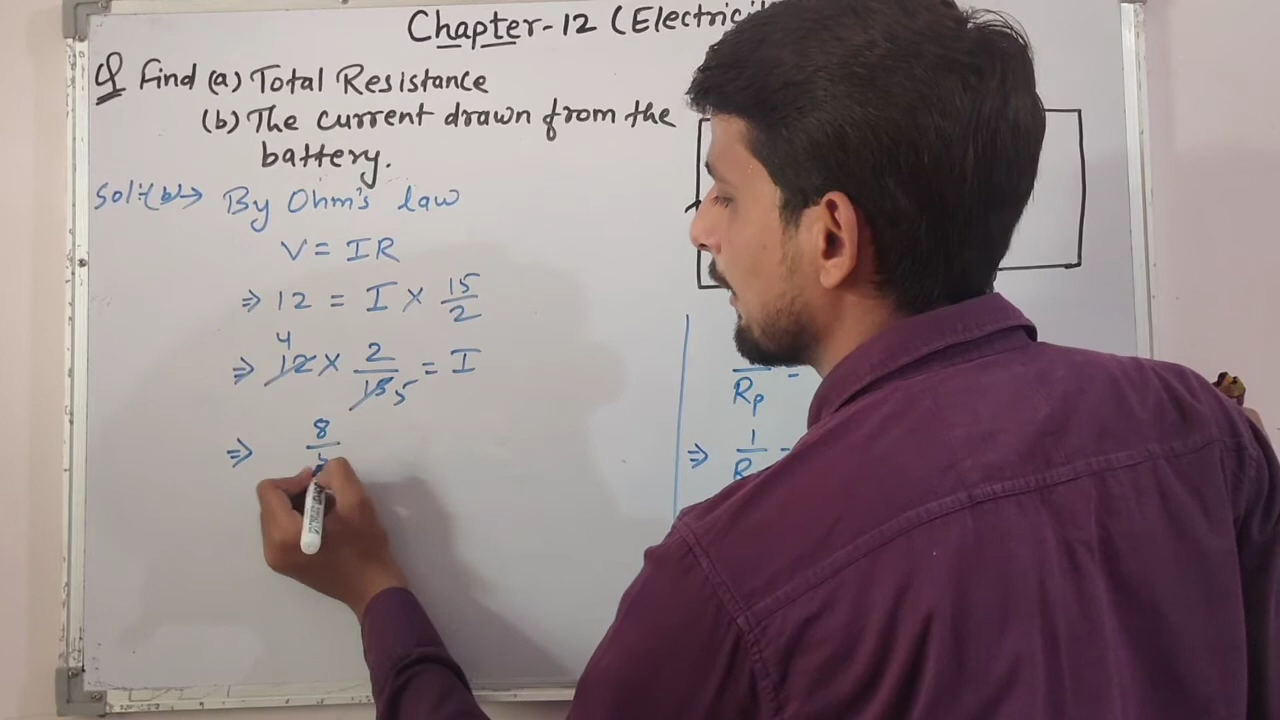 Chapter-12 (Electricit
Q Find (a) Total Resistance
(b) The current drawn from the
battery.
Sol:-(b)→ By Ohm's law
V = IR
⇒ 12 = I × 15/2
⇒ 12 4 × 2/15 5 = I
⇒ 8/5
Rp =
⇒ 1/R =